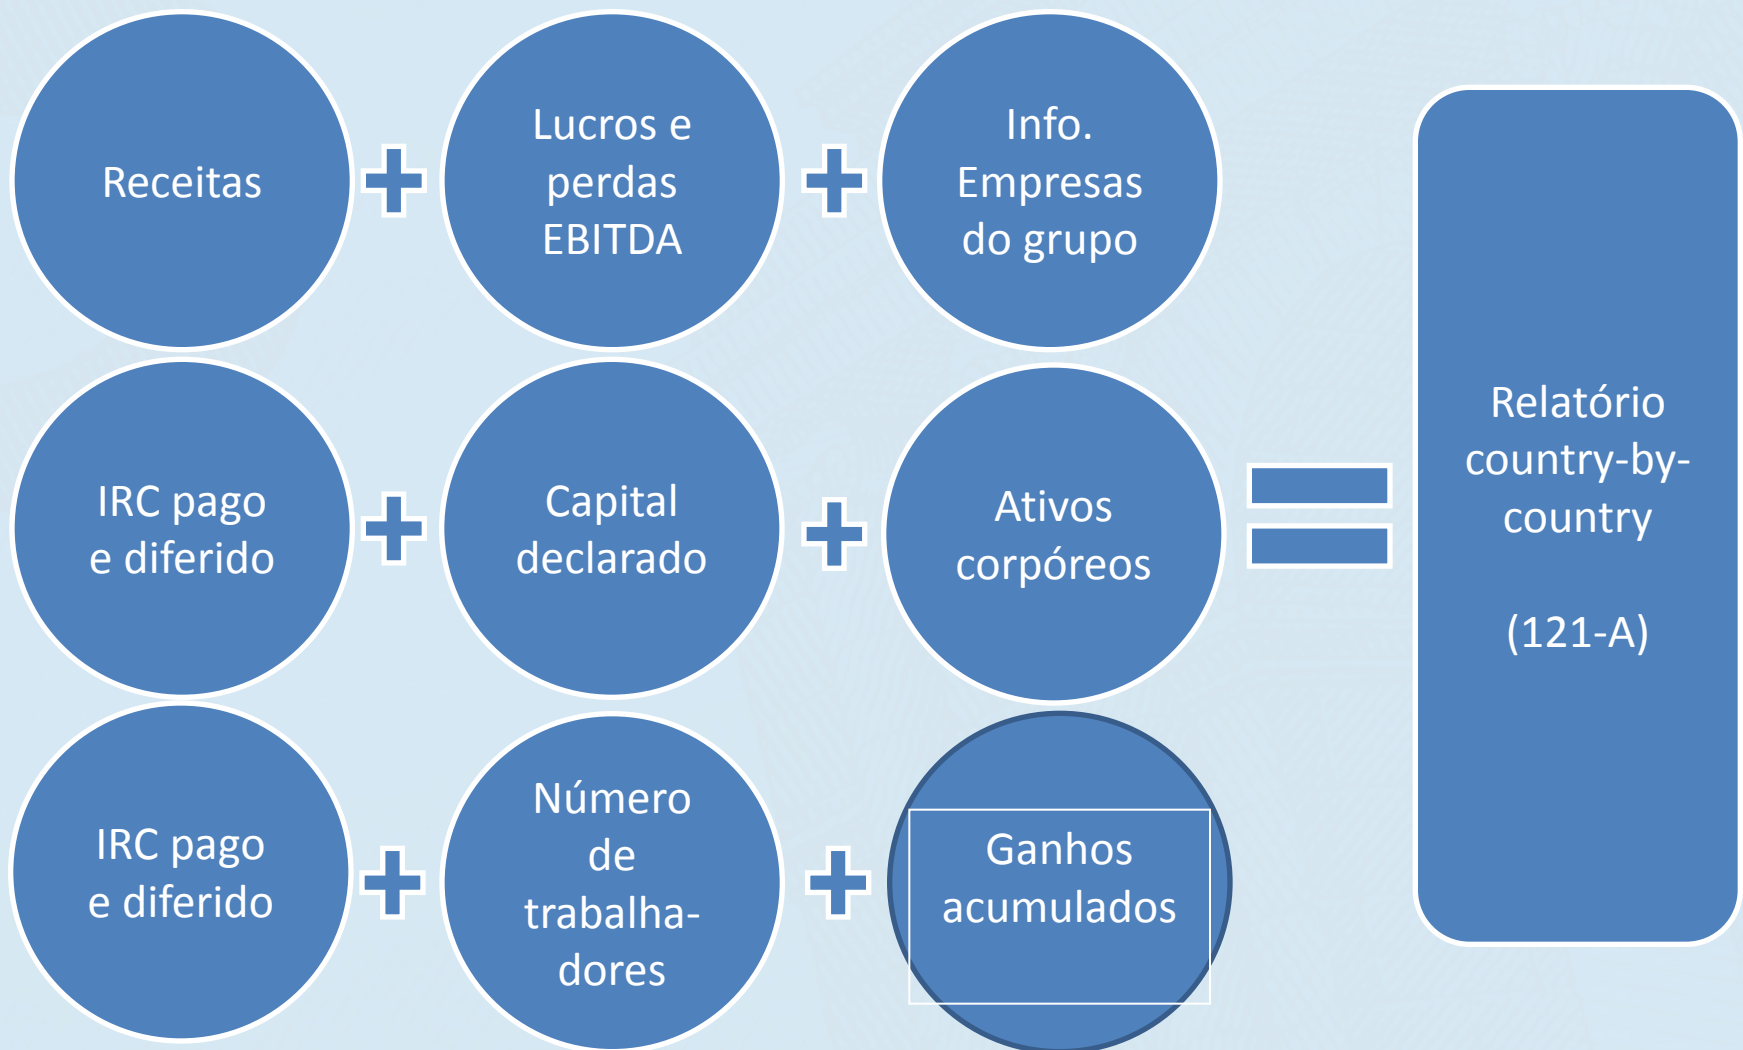 Receitas
Lucros e
perdas
EBITDA
Info.
Empresas
do grupo
IRC pago
e diferido
Capital
declarado
Ativos
corpóreos
IRC pago
e diferido
Número
de
trabalha-
dores
Ganhos
acumulados
Relatório
country-by-
country
(121-A)